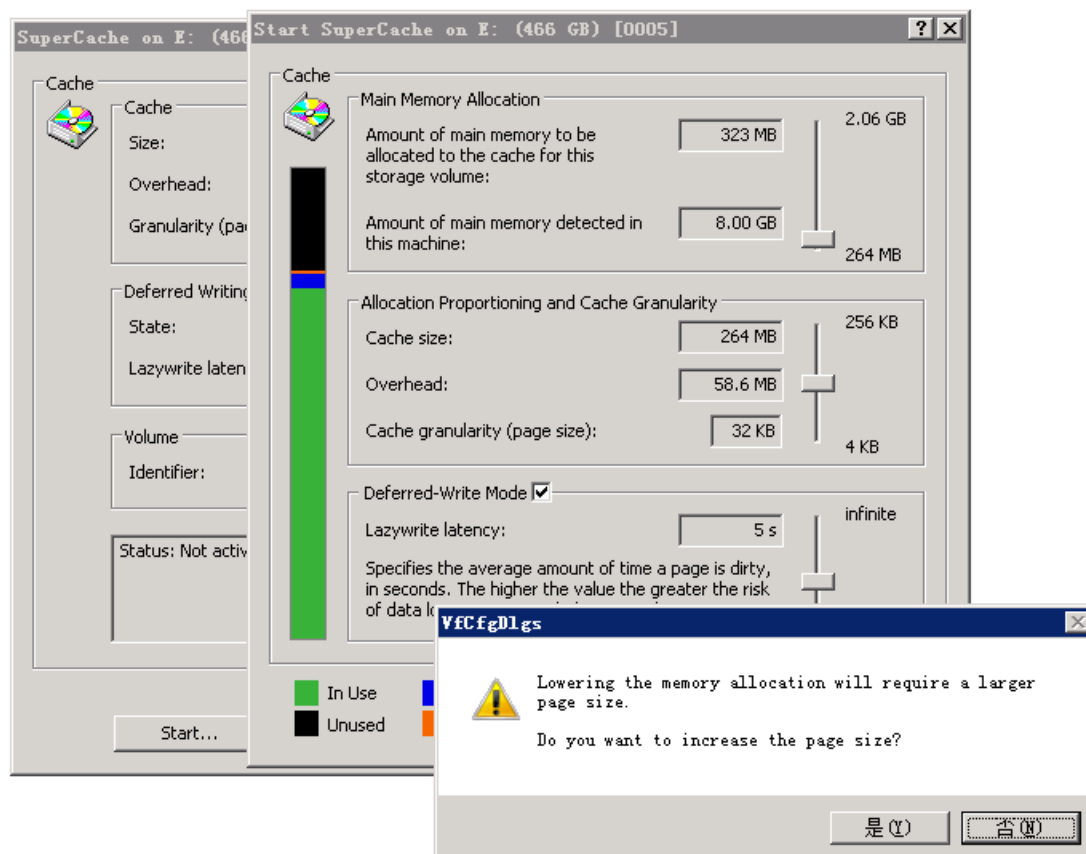 SuperCache on E: (466
Cache
Cache
Size:
Overhead:
Granularity
Deferred Writing
State:
Lazywrite
Volume
Identifier:
Status: Not
Start...
Start SuperCache on E: (466 GB) [0005]
Cache
Main Memory Allocation
Amount of main memory to be
allocated to the cache for this
storage volume:
323 MB
2.06 GB
Amount of main memory detected in
this machine:
8.00 GB
264 MB
Allocation Proportioning and Cache Granularity
Cache size:
264 MB
256 KB
Overhead:
58.6 MB
Cache granularity (page size):
32 KB
4 KB
Deferred-Write Mode
Lazywrite latency:
5 s
infinite
Specifies the average amount of time a page is dirty,
in seconds. The higher the value the greater the risk
of data
In Use
Unused
VfCfgDlgs
Lowering the memory allocation will require a larger
page size.
Do you want to increase the page size?
是(Y)
否(N)